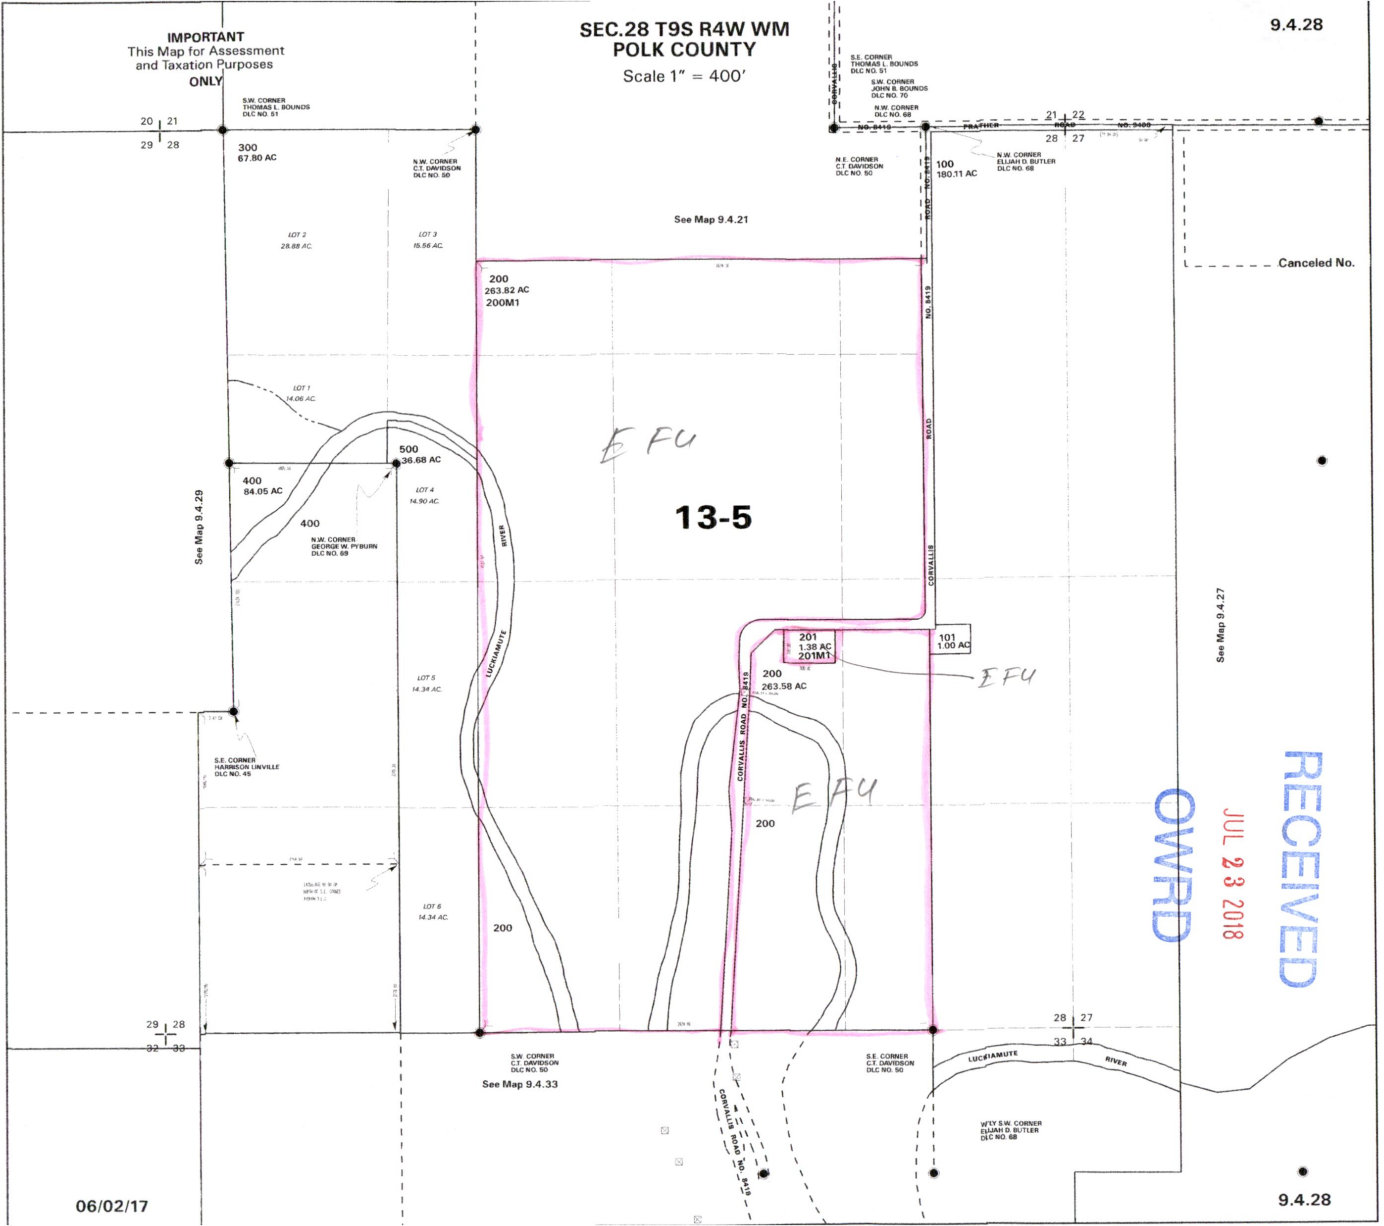 IMPORTANT
This Map for Assessment
and Taxation Purposes
ONLY
SEC.28 T9S R4W WM
POLK COUNTY
Scale 1" = 400'
9.4.28
S.W. CORNER
THOMAS L. BOUNDS
DLC NO. 51
S.E. CORNER
THOMAS L. BOUNDS
DLC NO. 51
S.W. CORNER
JOHN B. BOUNDS
DLC NO. 70
N.W. CORNER
DLC NO. 68
CORVALLIS
20 21
29 28
21 22
28 27
NO. 8419
PRATHER ROAD NO. 9400
300
67.80 AC
N.W. CORNER
C.T. DAVIDSON
DLC NO. 50
N.E. CORNER
C.T. DAVIDSON
DLC NO. 50
ROAD NO. 8419
100
180.11 AC
N.W. CORNER
ELIJAH D. BUTLER
DLC NO. 68
See Map 9.4.21
LOT 2
28.88 AC.
LOT 3
15.56 AC.
Canceled No.
200
263.82 AC
200M1
NO. 8419
ROAD
CORVALLIS
LOT 1
14.06 AC.
E FU
500
36.68 AC
400
84.05 AC
LOT 4
14.90 AC.
400
N.W. CORNER
GEORGE W. PYBURN
DLC NO. 69
See Map 9.4.29
13-5
RIVER
LUCKIAMUTE
See Map 9.4.27
201
1.38 AC
201M1
101
1.00 AC
200
263.58 AC
E FU
LOT 5
14.34 AC.
CORVALLIS ROAD NO. 8419
S.E. CORNER
HARRISON LINVILLE
DLC NO. 45
E FU
200
RECEIVED
JUL 23 2018
OWRD
LOT 6
14.34 AC.
200
29 28
32 33
28 27
33 34
S.W. CORNER
C.T. DAVIDSON
DLC NO. 50
See Map 9.4.33
S.E. CORNER
C.T. DAVIDSON
DLC NO. 50
LUCKIAMUTE RIVER
CORVALLIS ROAD NO. 8419
W'LY S.W. CORNER
ELIJAH D. BUTLER
DLC NO. 68
06/02/17
9.4.28